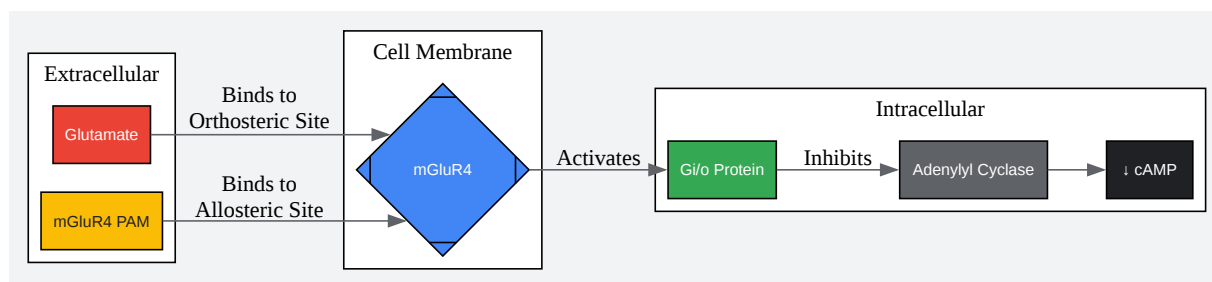 Extracellular
Glutamate
mGluR4 PAM
Binds to
Orthosteric Site
Binds to
Allosteric Site
Cell Membrane
mGluR4
Activates
Intracellular
Gi/o Protein
Inhibits
Adenylyl Cyclase
↓ cAMP